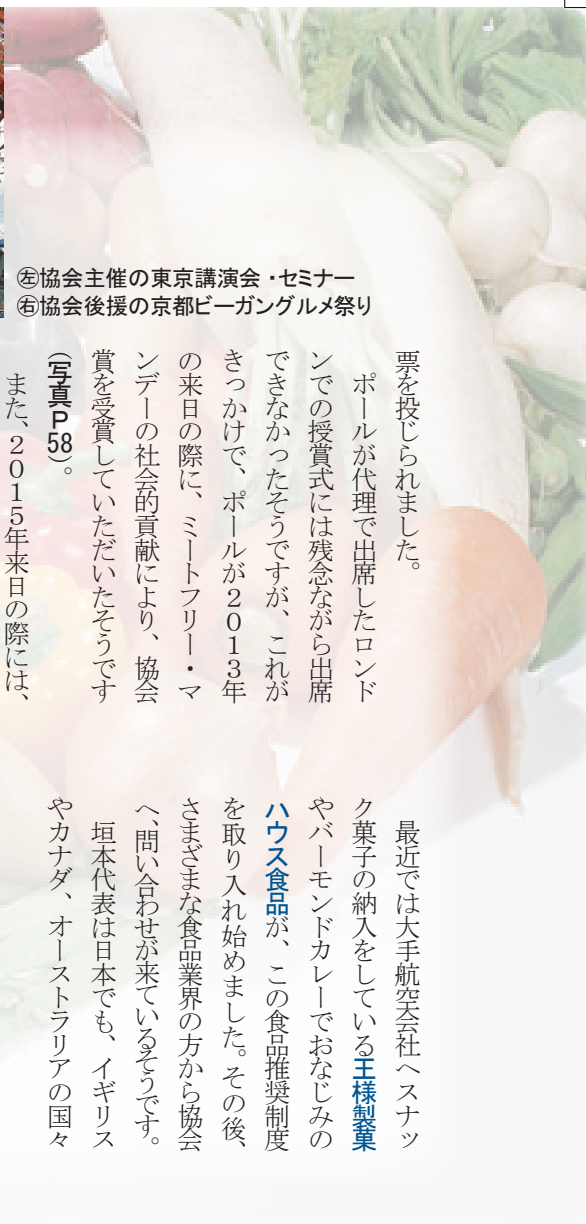 ㊧協会主催の東京講演会・セミナー
㊨協会後援の京都ビーガングルメ祭り
票を投じられました。
ポールが代理で出席したロンド
ンでの授賞式には残念ながら出席
できなかったそうですが、これが
きっかけで、ポールが２０１３年
の来日の際に、ミートフリー・マ
ンデーの社会的貢献により、協会
賞を受賞していただいたそうです
（写真Ｐ58）。
また、２０１５年来日の際には、
最近では大手航空会社へスナッ
ク菓子の納入をしている王様製菓
やバーモンドカレーでおなじみの
ハウス食品が、この食品推奨制度
を取り入れ始めました。その後、
さまざまな食品業界の方から協会
へ、問い合わせが来ているそうです。
垣本代表は日本でも、イギリス
やカナダ、オーストラリアの国々